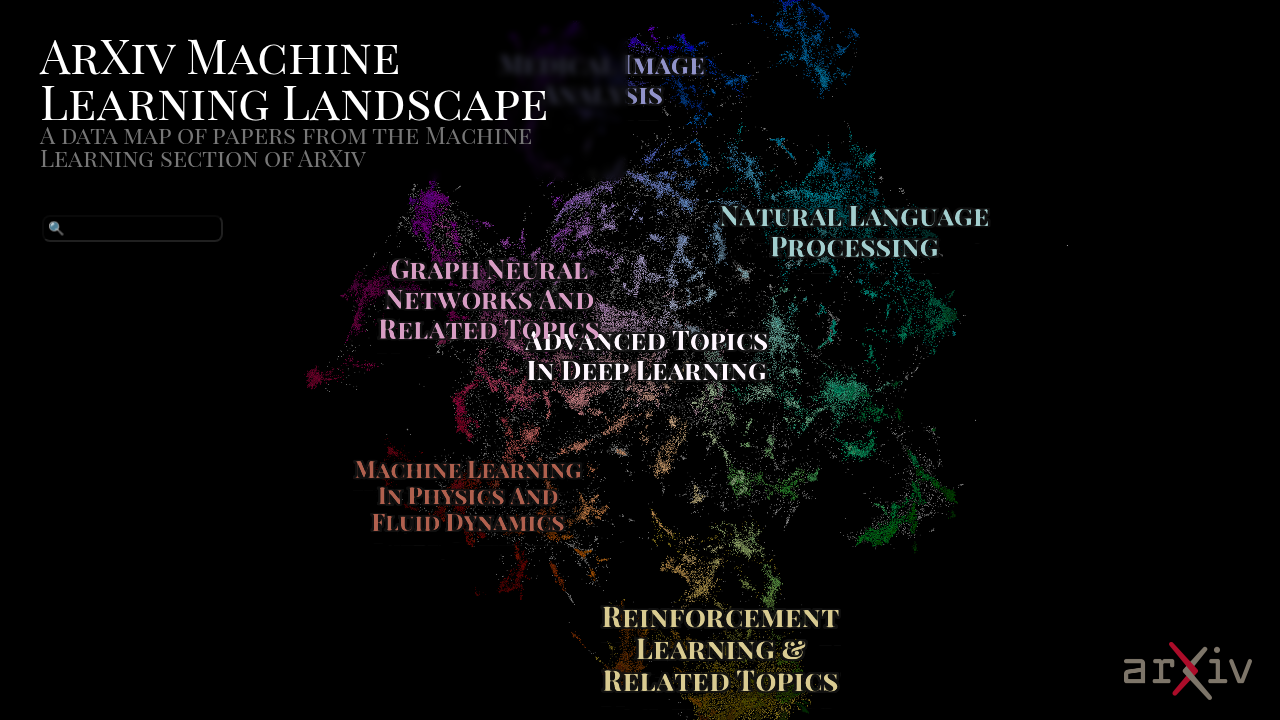 ArXiv Machine
Learning Landscape
A data map of papers from the Machine
Learning section of ArXiv
Medical Image
Analysis
Natural Language
Processing
Graph Neural
Networks And
Related Topics
Advanced Topics
In Deep Learning
Machine Learning
In Physics And
Fluid Dynamics
Reinforcement
Learning &
Related Topics
arXiv